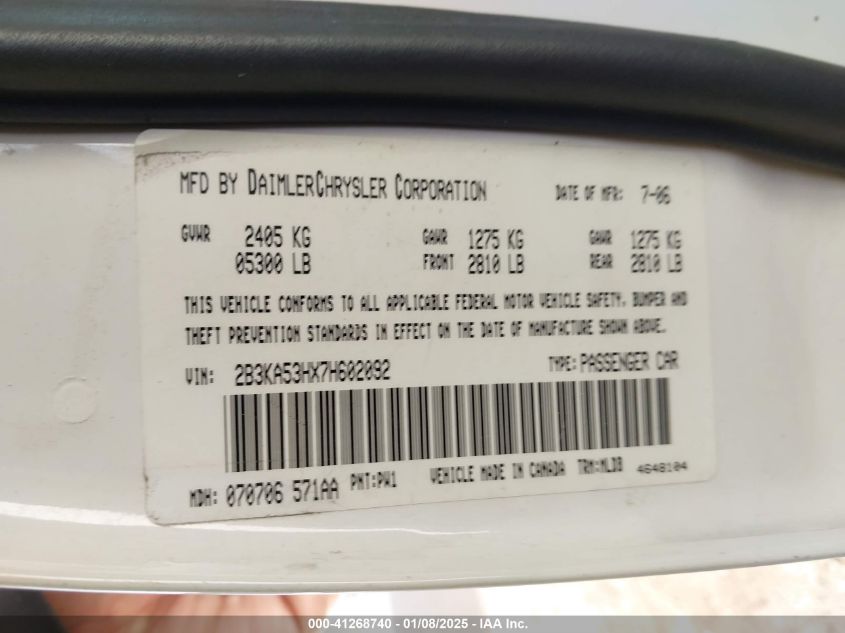 MFD BY DAIMLERCHRYSLER CORPORATION DATE OF MFR: 7-06
GVWR 2405 KG GAWR 1275 KG GAWR 1275 KG
05300 LB FRONT 2810 LB REAR 2810 LB
THIS VEHICLE CONFORMS TO ALL APPLICABLE FEDERAL MOTOR VEHICLE SAFETY, BUMPER AND
THEFT PREVENTION STANDARDS IN EFFECT ON THE DATE OF MANUFACTURE SHOWN ABOVE.
VIN: 2B3KA53HX7H602092 TYPE: PASSENGER CAR
MDH: 070706 571AA PNT:PW1 VEHICLE MADE IN CANADA TRM:MLDB 4648104
000-41268740 - 01/08/2025 - IAA Inc.